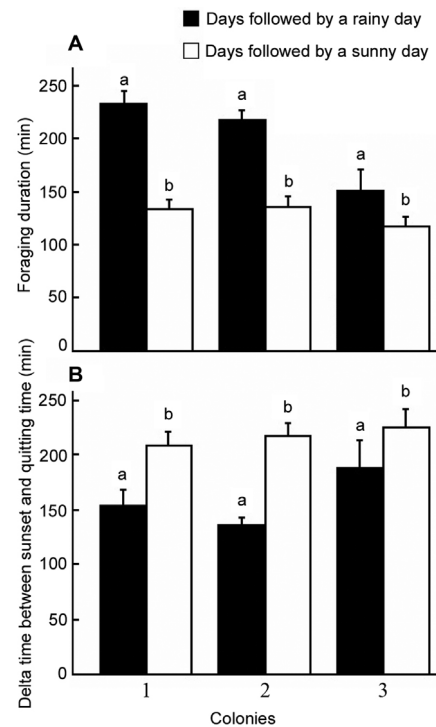 Days followed by a rainy day
Days followed by a sunny day
A
Foraging duration (min)
250
200
150
100
50
0
a
b
a
b
a
b
B
Delta time between sunset and quitting time (min)
250
200
150
100
50
0
a
b
a
b
a
b
1
2
3
Colonies